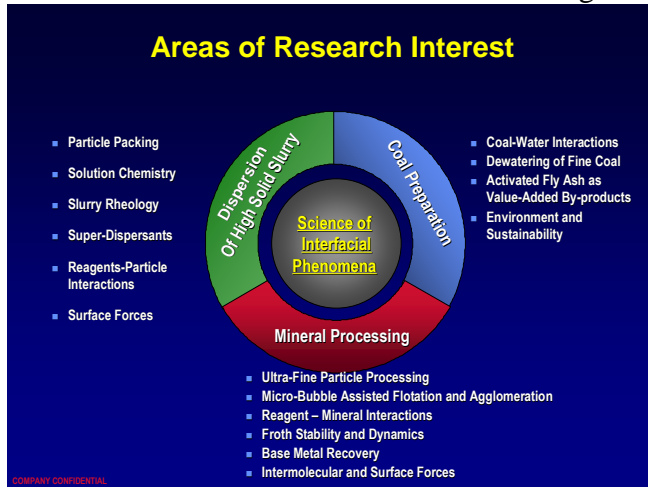 Areas of Research Interest
Particle Packing
Solution Chemistry
Slurry Rheology
Super-Dispersants
Reagents-Particle
Interactions
Surface Forces
Dispersion
Of High Solid Slurry
Coal Preparation
Science of
Interfacial
Phenomena
Mineral Processing
Coal-Water Interactions
Dewatering of Fine Coal
Activated Fly Ash as
Value-Added By-products
Environment and
Sustainability
Ultra-Fine Particle Processing
Micro-Bubble Assisted Flotation and Agglomeration
Reagent – Mineral Interactions
Froth Stability and Dynamics
Base Metal Recovery
Intermolecular and Surface Forces
COMPANY CONFIDENTIAL